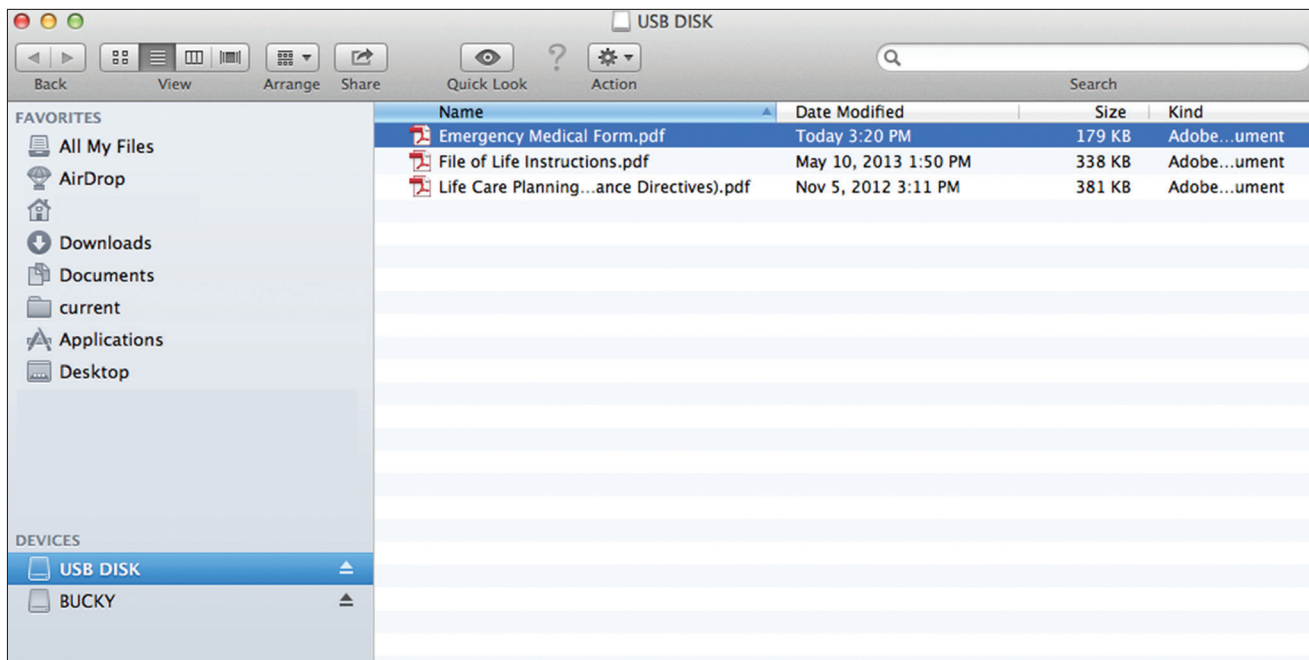 USB DISK
Back View Arrange Share Quick Look ? Action Search
FAVORITES
All My Files
AirDrop
Downloads
Documents
current
Applications
Desktop
DEVICES
USB DISK
BUCKY
Name Date Modified Size Kind
Emergency Medical Form.pdf Today 3:20 PM 179 KB Adobe...ument
File of Life Instructions.pdf May 10, 2013 1:50 PM 338 KB Adobe...ument
Life Care Planning...ance Directives).pdf Nov 5, 2012 3:11 PM 381 KB Adobe...ument